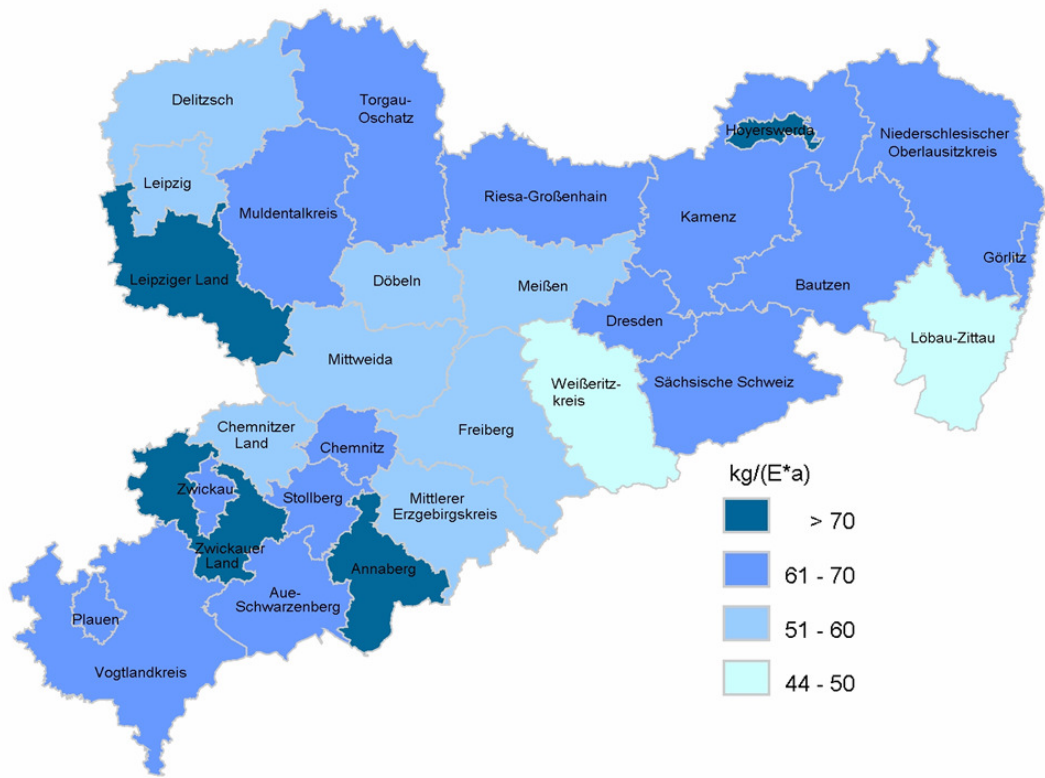 Delitzsch
Torgau-
Oschatz
Hoyerswerda
Niederschlesischer
Oberlausitzkreis
Leipzig
Muldentalkreis
Riesa-Großenhain
Kamenz
Leipziger Land
Döbeln
Meißen
Bautzen
Görlitz
Dresden
Löbau-Zittau
Mittweida
Weißeritz-
kreis
Sächsische Schweiz
Chemnitzer
Land
Chemnitz
Freiberg
Zwickau
Stollberg
Mittlerer
Erzgebirgskreis
Zwickauer
Land
Annaberg
Aue-
Schwarzenberg
Plauen
Vogtlandkreis
kg/(E*a)
> 70
61 - 70
51 - 60
44 - 50